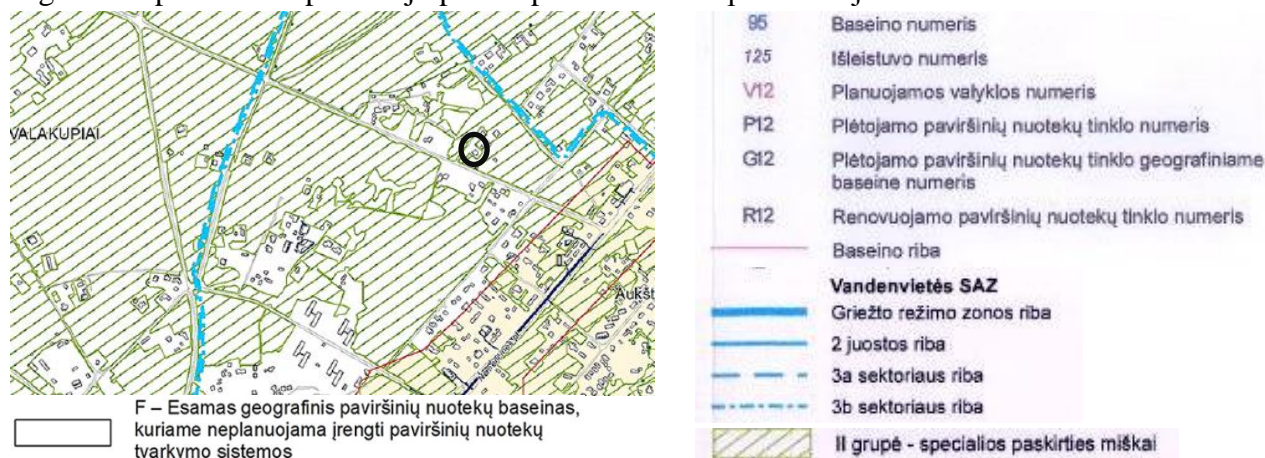 VALAKUPIAI
Aukšt
F – Esamas geografinis paviršinių nuotekų baseinas,
kuriame neplanuojama įrengti paviršinių nuotekų
tvarkymo sistemos
95 Baseino numeris
125 Išleistuvo numeris
V12 Planuojamos valyklos numeris
P12 Plėtojamo paviršinių nuotekų tinklo numeris
G12 Plėtojamo paviršinių nuotekų tinklo geografiniame
baseine numeris
R12 Renovuojamo paviršinių nuotekų tinklo numeris
Baseino riba
Vandenvietės SAZ
Griežto režimo zonos riba
2 juostos riba
3a sektoriaus riba
3b sektoriaus riba
II grupė - specialios paskirties miškai